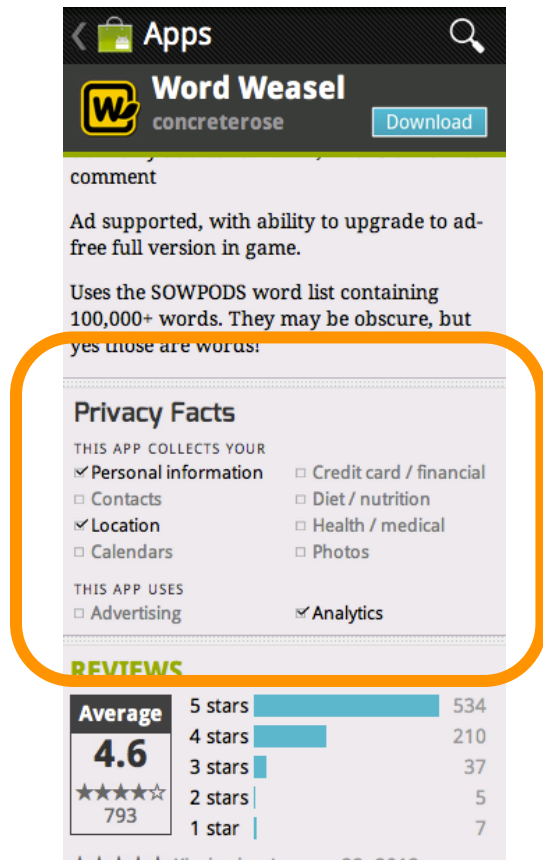 Apps
Word Weasel
concreterose
Download
comment
Ad supported, with ability to upgrade to ad-
free full version in game.
Uses the SOWPODS word list containing
100,000+ words. They may be obscure, but
yes those are words!
Privacy Facts
THIS APP COLLECTS YOUR
Personal information
Credit card / financial
Contacts
Diet / nutrition
Location
Health / medical
Calendars
Photos
THIS APP USES
Advertising
Analytics
REVIEWS
Average
4.6
793
5 stars 534
4 stars 210
3 stars 37
2 stars 5
1 star 7